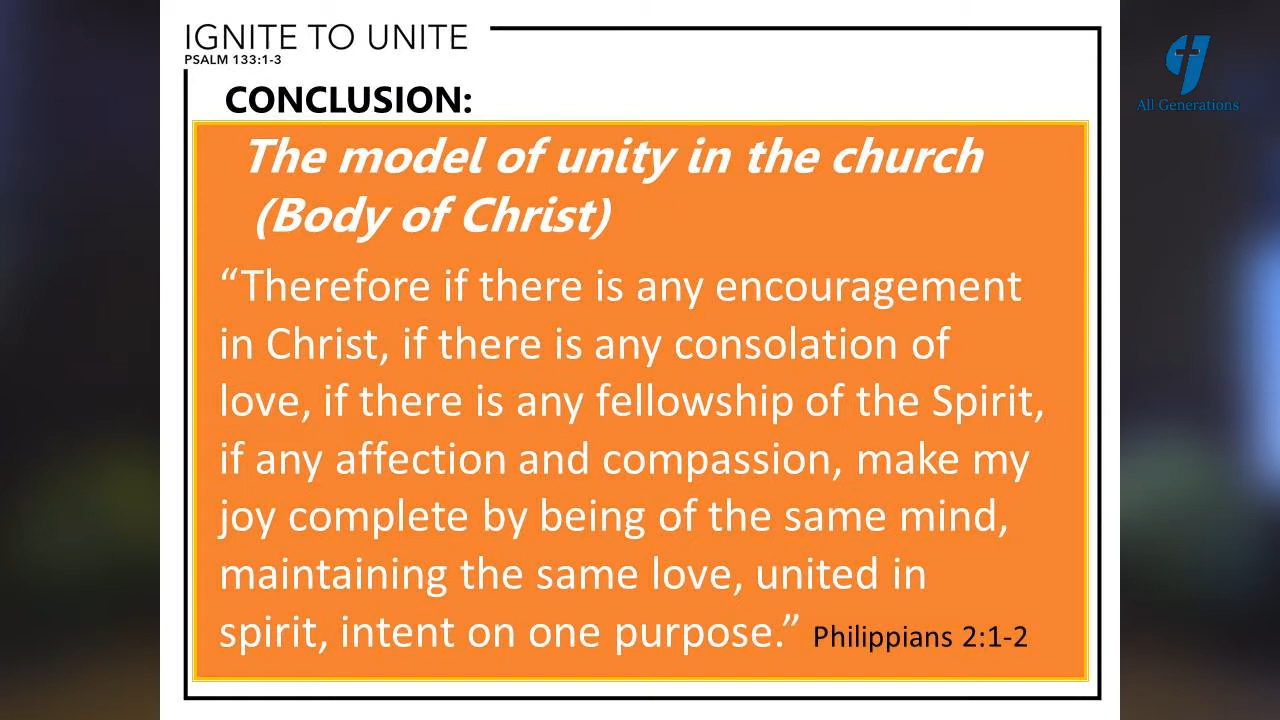 IGNITE TO UNITE
PSALM 133:1-3
All Generations
CONCLUSION:
The model of unity in the church
(Body of Christ)
“Therefore if there is any encouragement
in Christ, if there is any consolation of
love, if there is any fellowship of the Spirit,
if any affection and compassion, make my
joy complete by being of the same mind,
maintaining the same love, united in
spirit, intent on one purpose.” Philippians 2:1-2